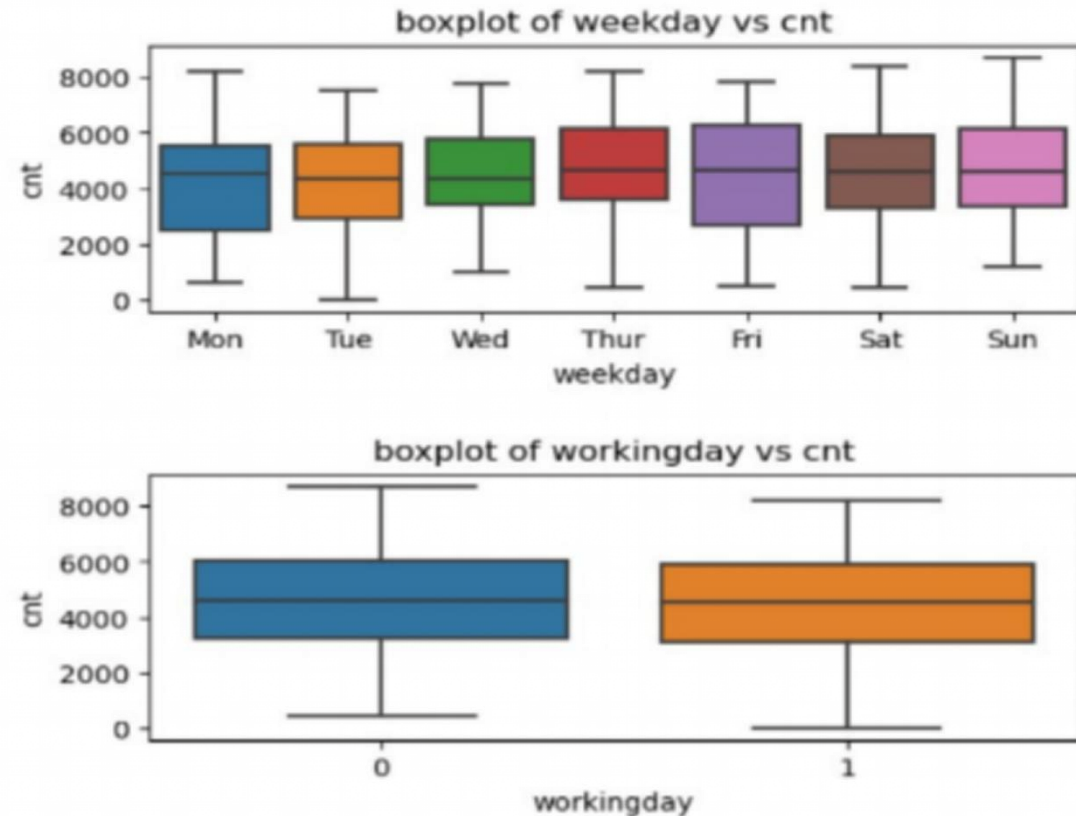 boxplot of weekday vs cnt
8000
6000
4000
2000
0
cnt
Mon Tue Wed Thur Fri Sat Sun
weekday
boxplot of workingday vs cnt
8000
6000
4000
2000
0
cnt
0 1
workingday